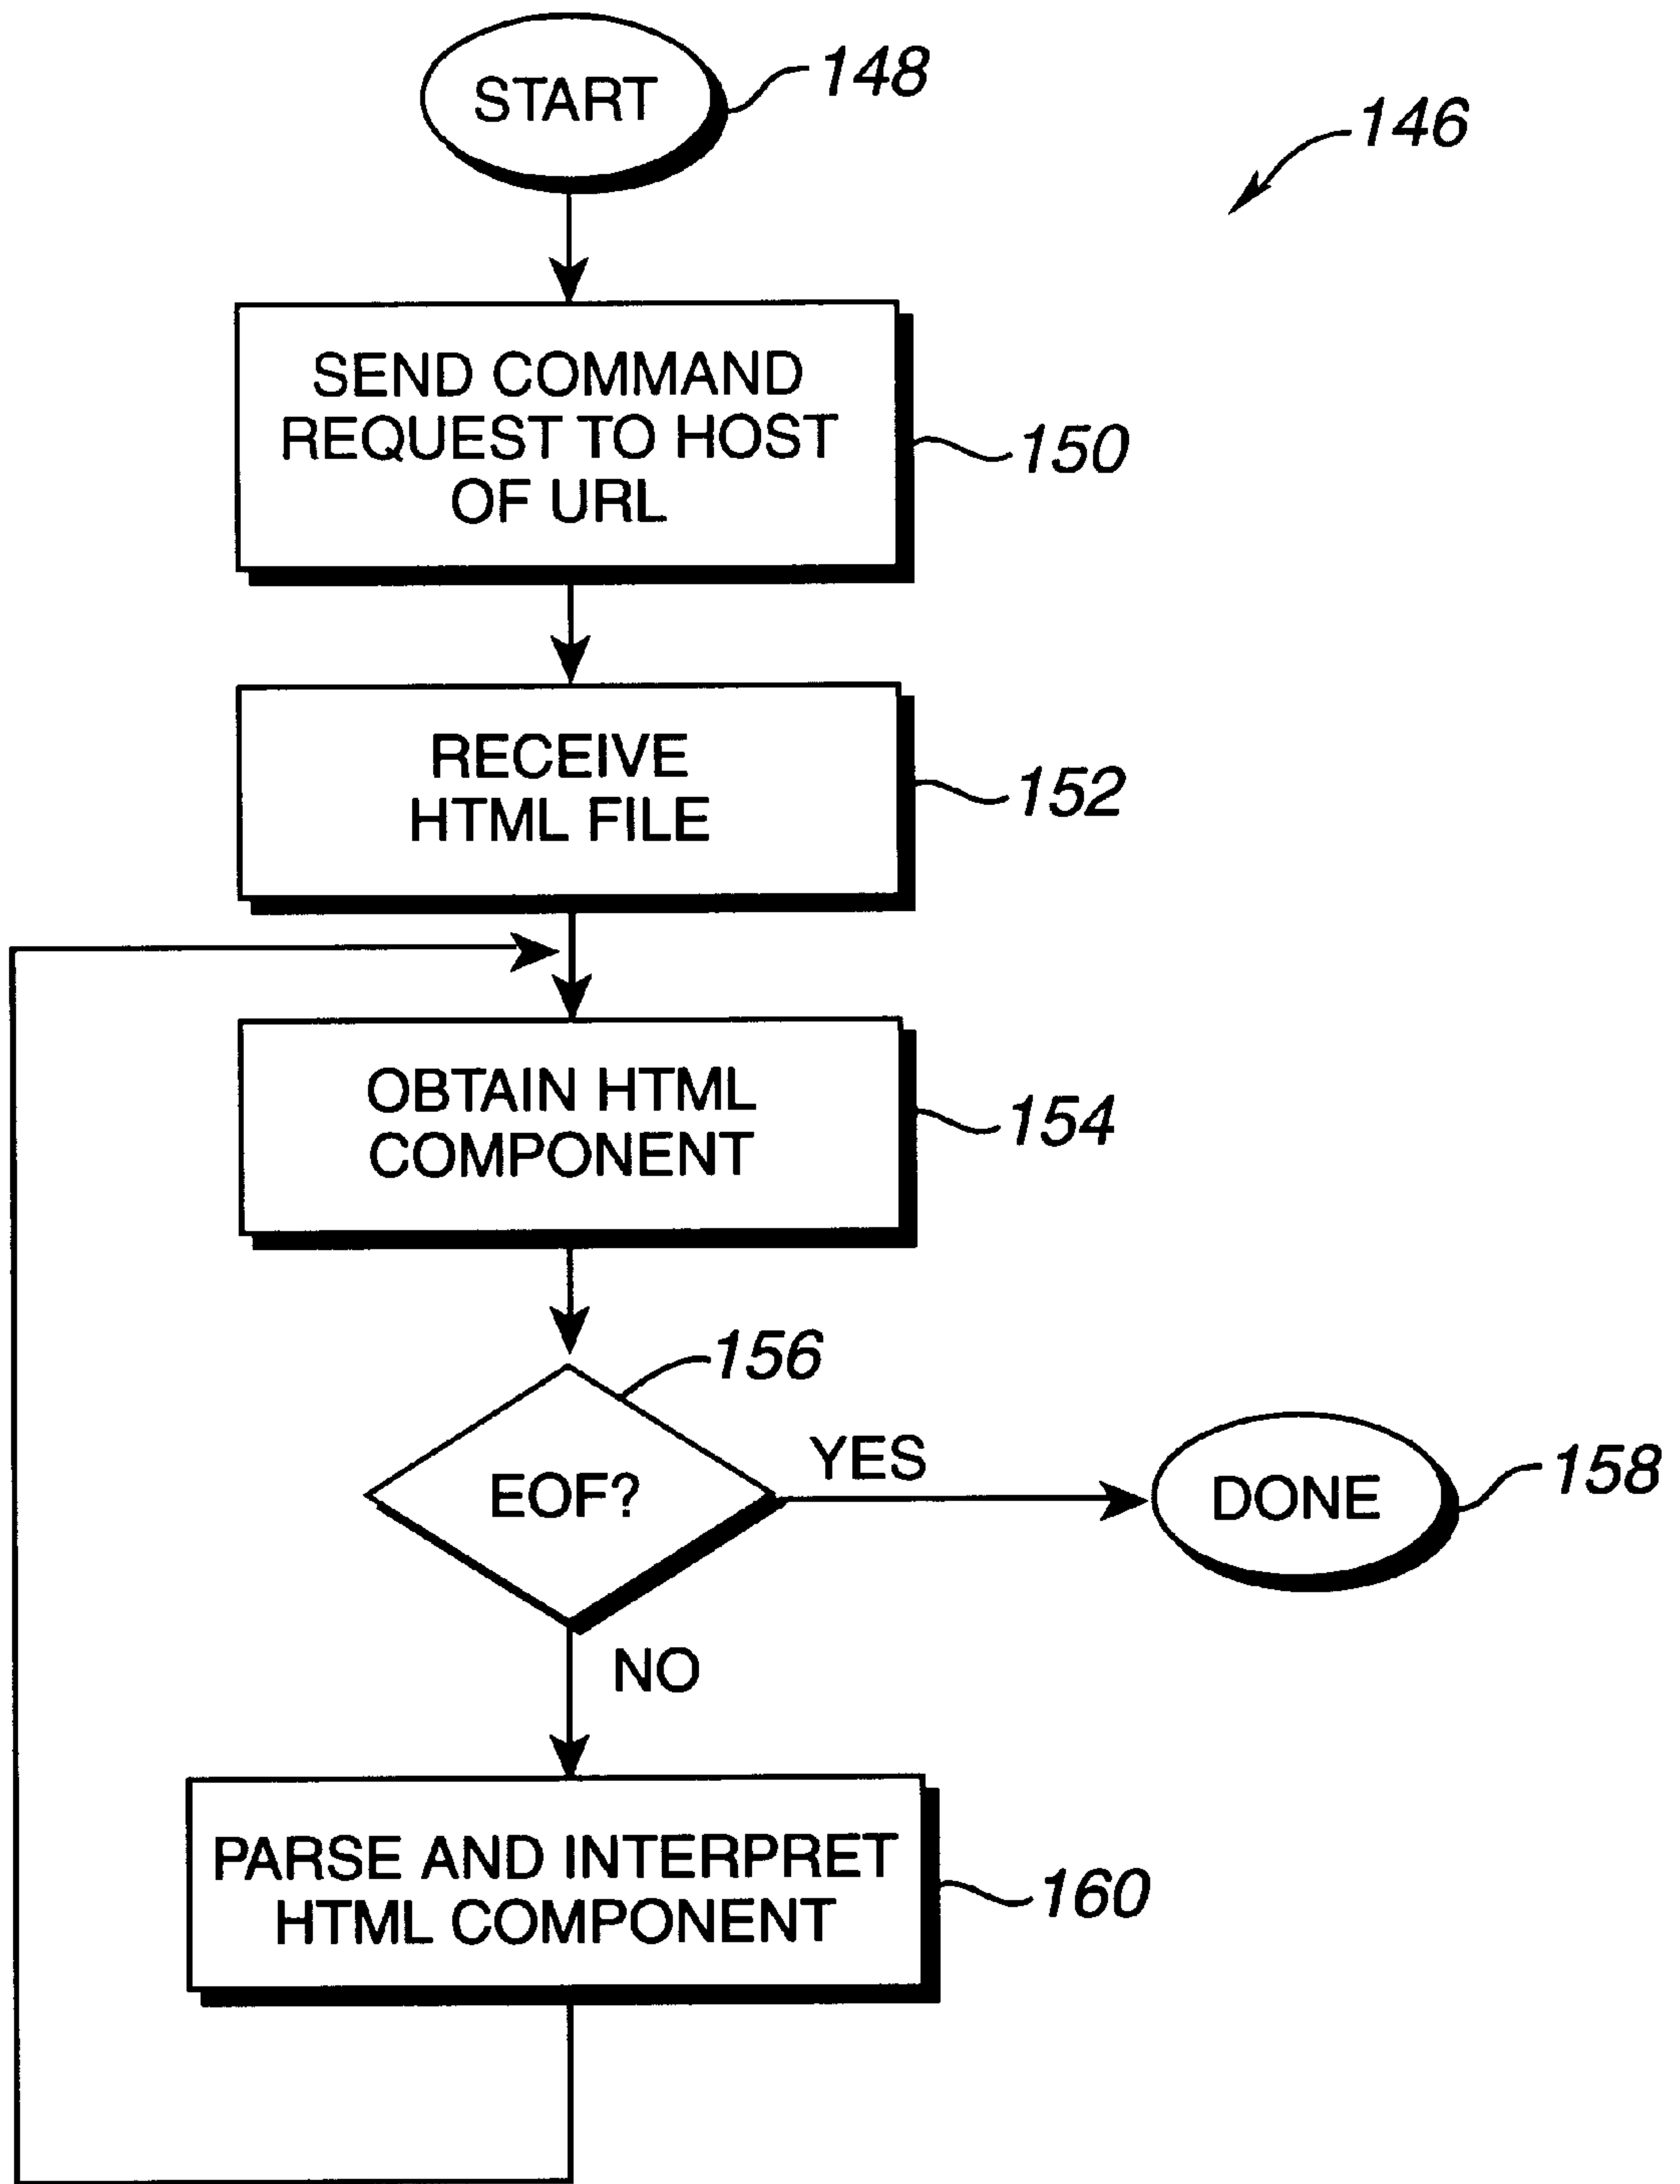 START
148
146
SEND COMMAND
REQUEST TO HOST
OF URL
150
RECEIVE
HTML FILE
152
OBTAIN HTML
COMPONENT
154
156
EOF?
YES
DONE
158
NO
PARSE AND INTERPRET
HTML COMPONENT
160